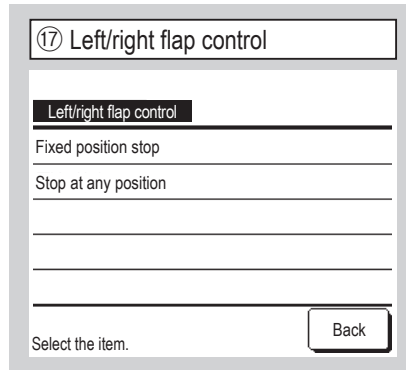 ⑰ Left/right flap control
Left/right flap control
Fixed position stop
Stop at any position
Select the item.
Back